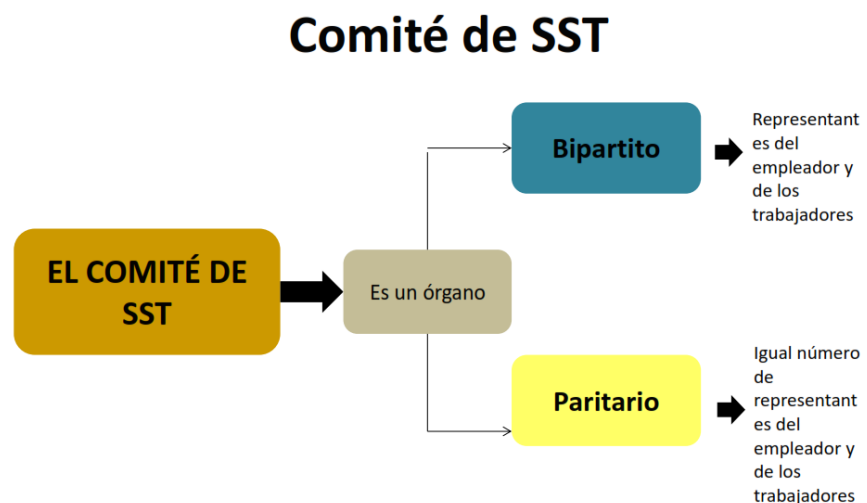 Comité de SST
EL COMITÉ DE
SST
Es un órgano
Bipartito
Representant
es del
empleador y
de los
trabajadores
Paritario
Igual número
de
representant
es del
empleador y
de los
trabajadores